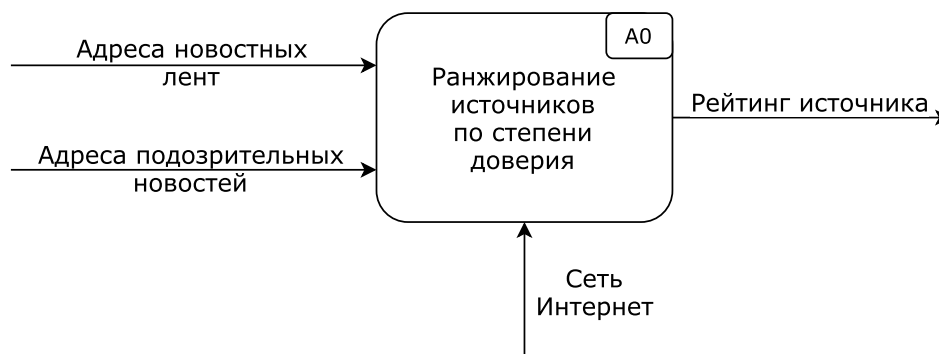 Адреса новостных
лент
Адреса подозрительных
новостей
A0
Ранжирование
источников
по степени
доверия
Рейтинг источника
Сеть
Интернет